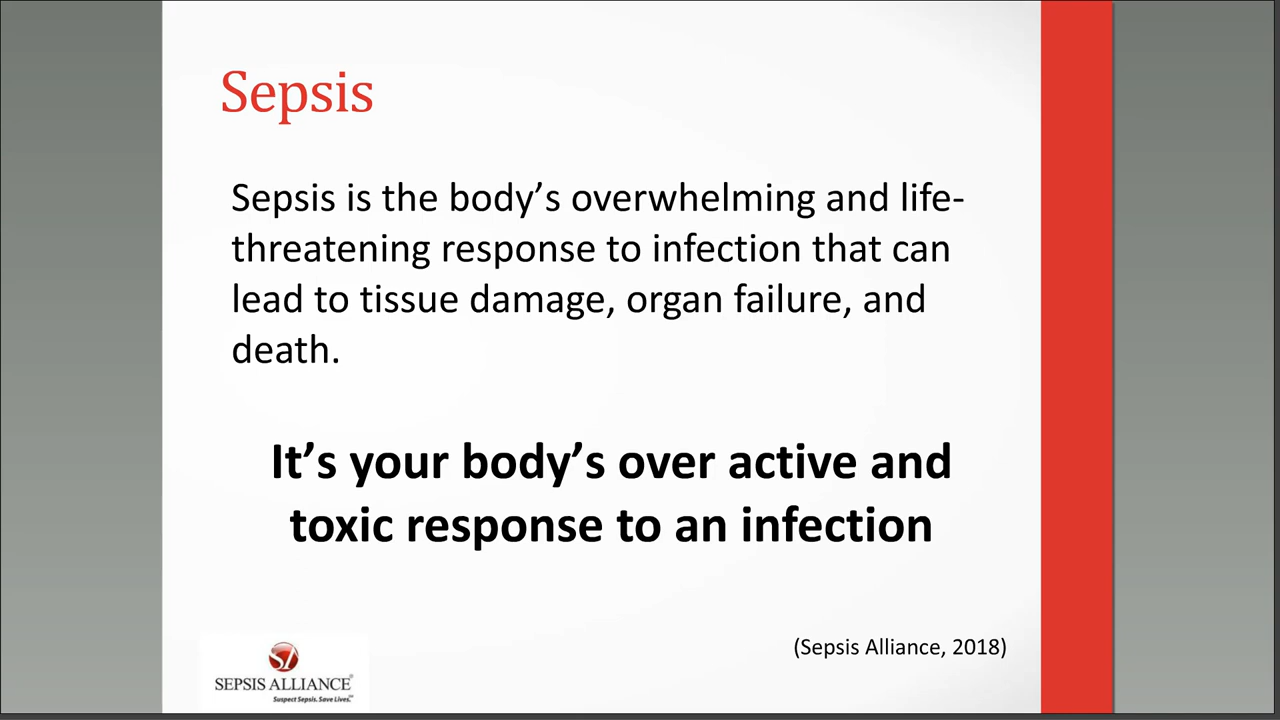 Sepsis
Sepsis is the body’s overwhelming and life-
threatening response to infection that can
lead to tissue damage, organ failure, and
death.
It’s your body’s over active and
toxic response to an infection
(Sepsis Alliance, 2018)
SA
SEPSIS ALLIANCE®
Suspect Sepsis. Save Lives.™